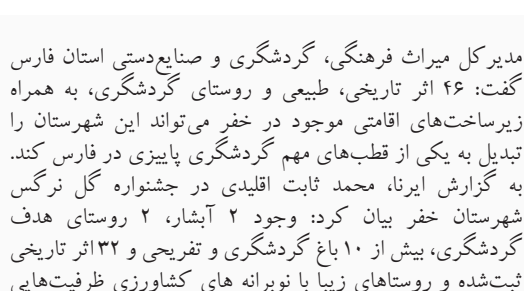 مدیرکل میراث فرهنگی، گردشگری و صنایع‌دستی استان فارس
گفت: ۴۶ اثر تاریخی، طبیعی و روستای گردشگری، به همراه
زیرساخت‌های اقامتی موجود در خفر می‌تواند این شهرستان را
تبدیل به یکی از قطب‌های مهم گردشگری پاییزی در فارس کند.
به گزارش ایرنا، محمد ثابت اقلیدی در جشنواره گل نرگس
شهرستان خفر بیان کرد: وجود ۲ آبشار، ۲ روستای هدف
گردشگری، بیش از ۱۰ باغ گردشگری و تفریحی و ۳۲ اثر تاریخی
ثبت‌شده و روستاهای زیبا با نوبرانه های کشاورزی ظرفیت‌هایی